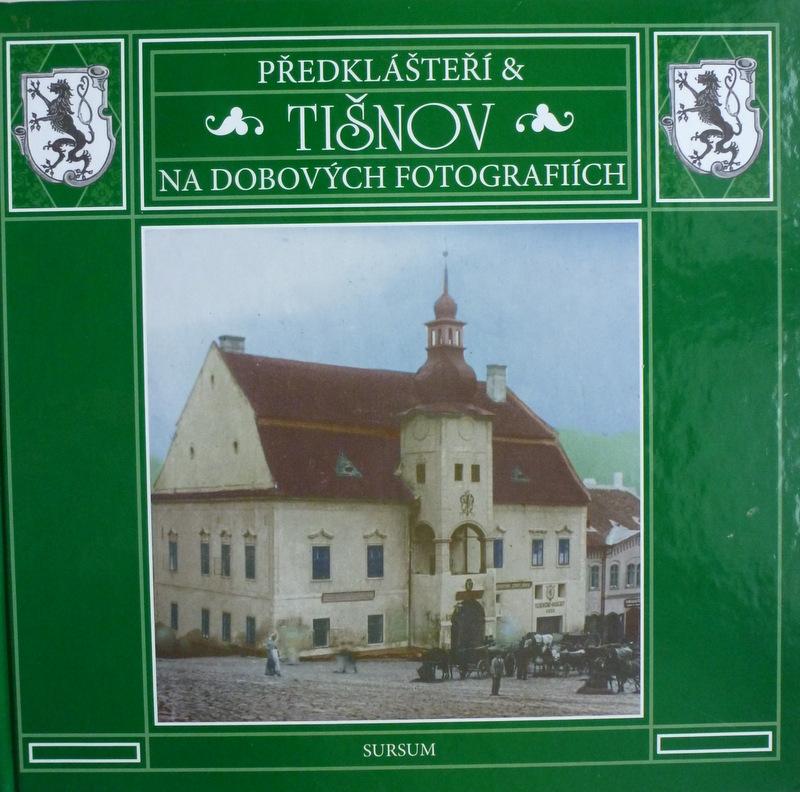 PŘEDKLÁŠTEŘÍ &
TIŠNOV
NA DOBOVÝCH FOTOGRAFIÍCH
SURSUM